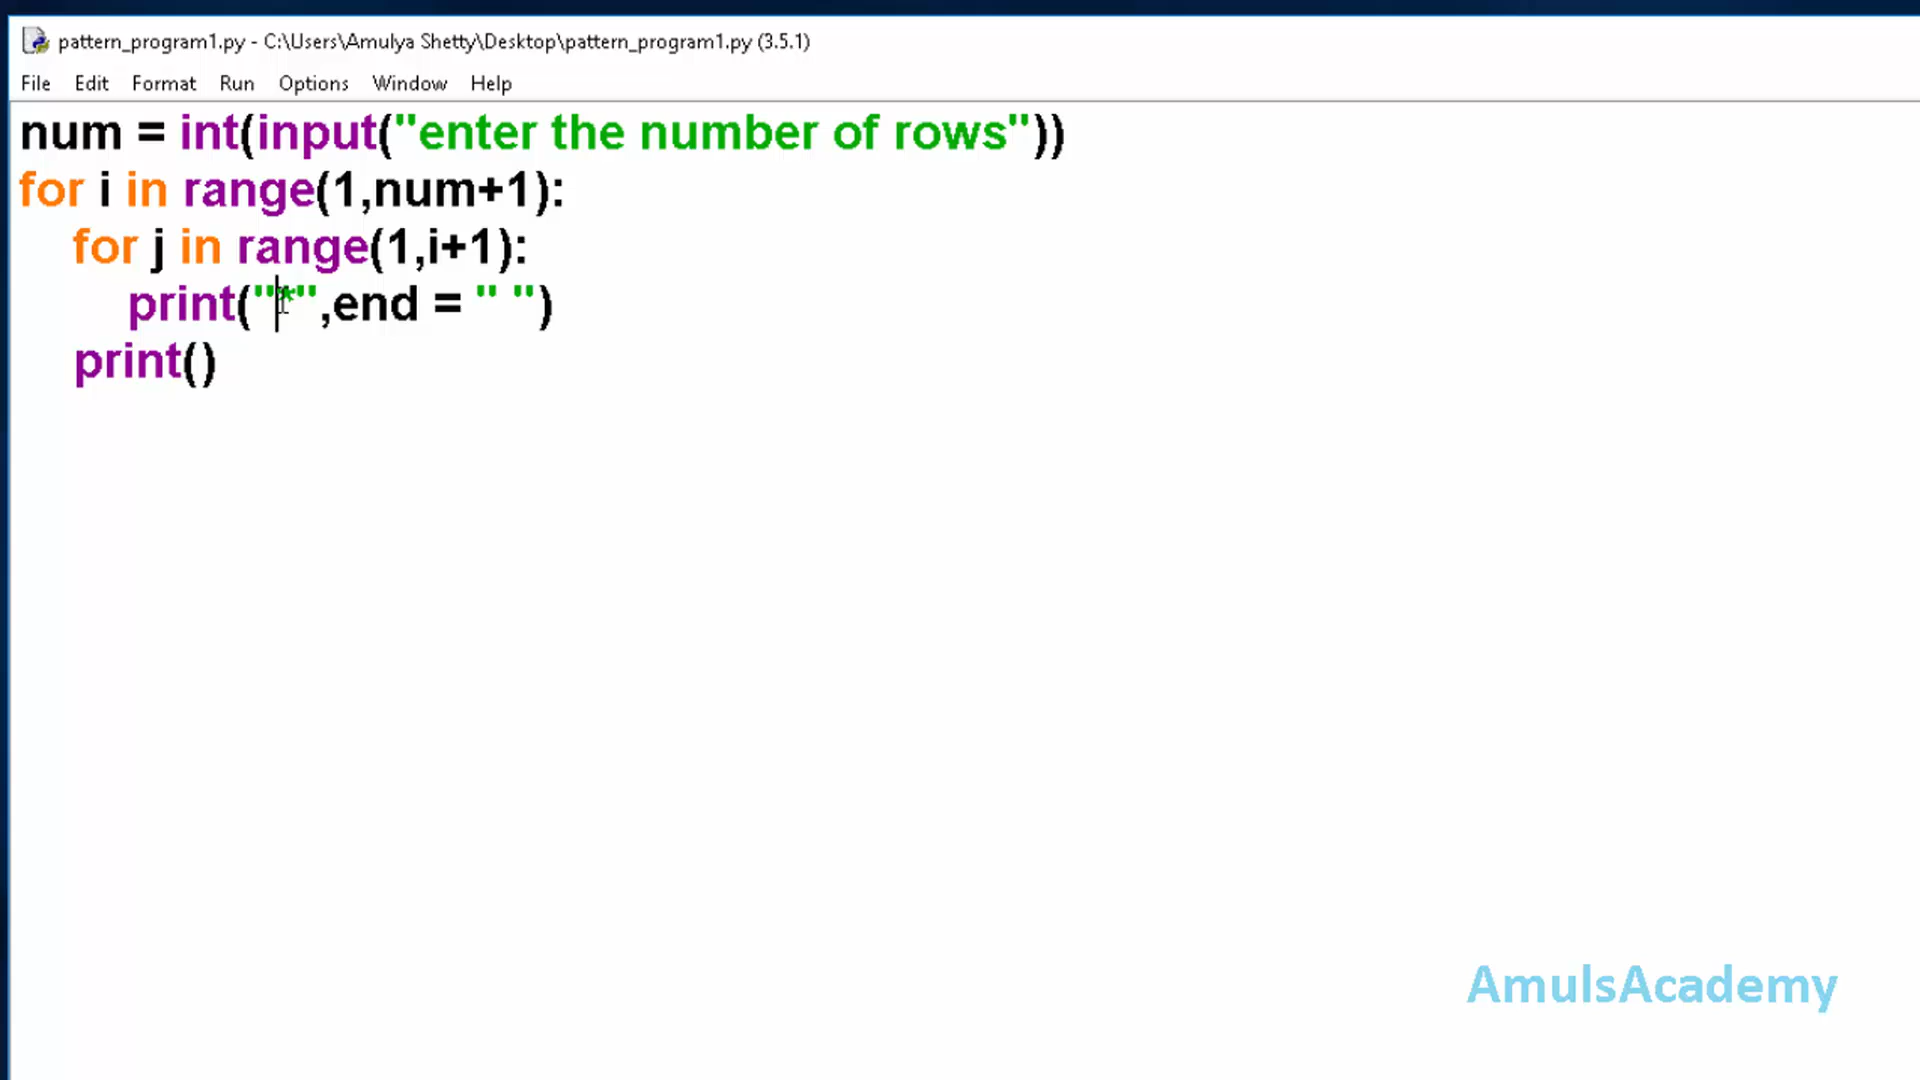 pattern_program1.py - C:\Users\Amulya Shetty\Desktop\pattern_program1.py (3.5.1)
File Edit Format Run Options Window Help
num = int(input("enter the number of rows"))
for i in range(1,num+1):
    for j in range(1,i+1):
        print("*",end = " ")
    print()
AmulsAcademy